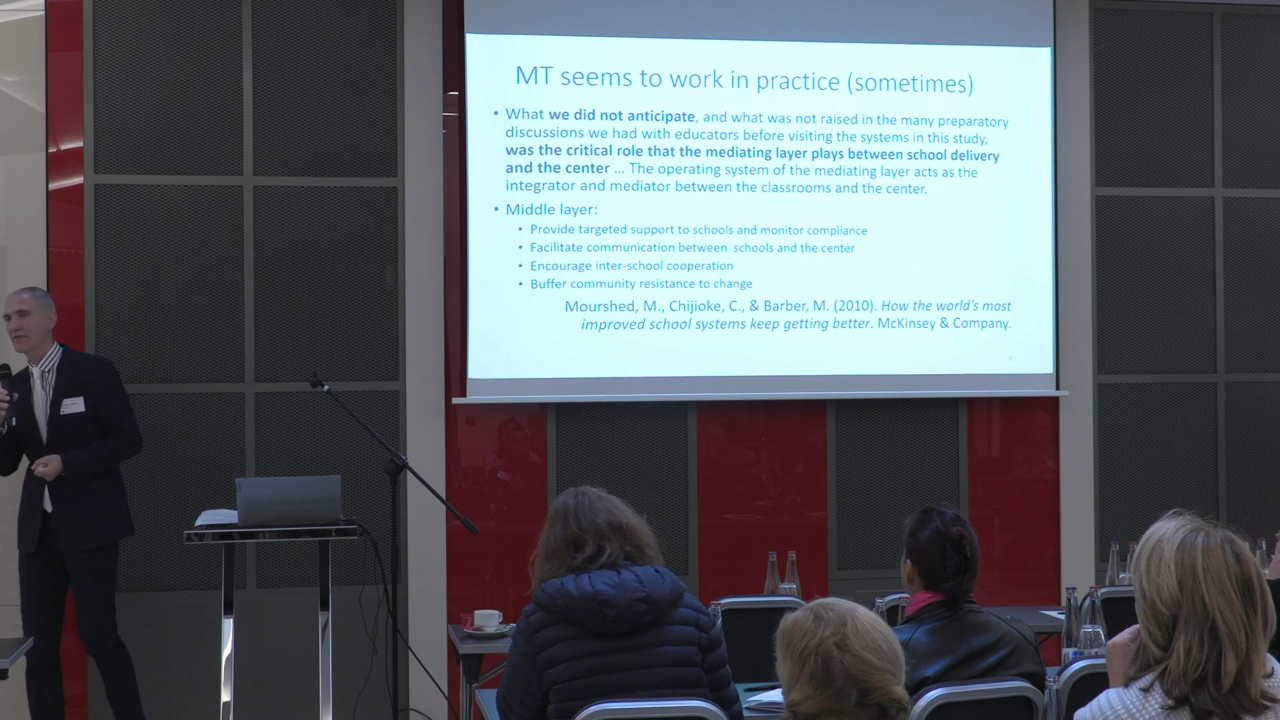 MT seems to work in practice (sometimes)
• What we did not anticipate, and what was not raised in the many preparatory
discussions we had with educators before visiting the systems in this study,
was the critical role that the mediating layer plays between school delivery
and the center ... The operating system of the mediating layer acts as the
integrator and mediator between the classrooms and the center.
• Middle layer:
• Provide targeted support to schools and monitor compliance
• Facilitate communication between schools and the center
• Encourage inter-school cooperation
• Buffer community resistance to change
Mourshed, M., Chijioke, C., & Barber, M. (2010). How the world's most
improved school systems keep getting better. McKinsey & Company.